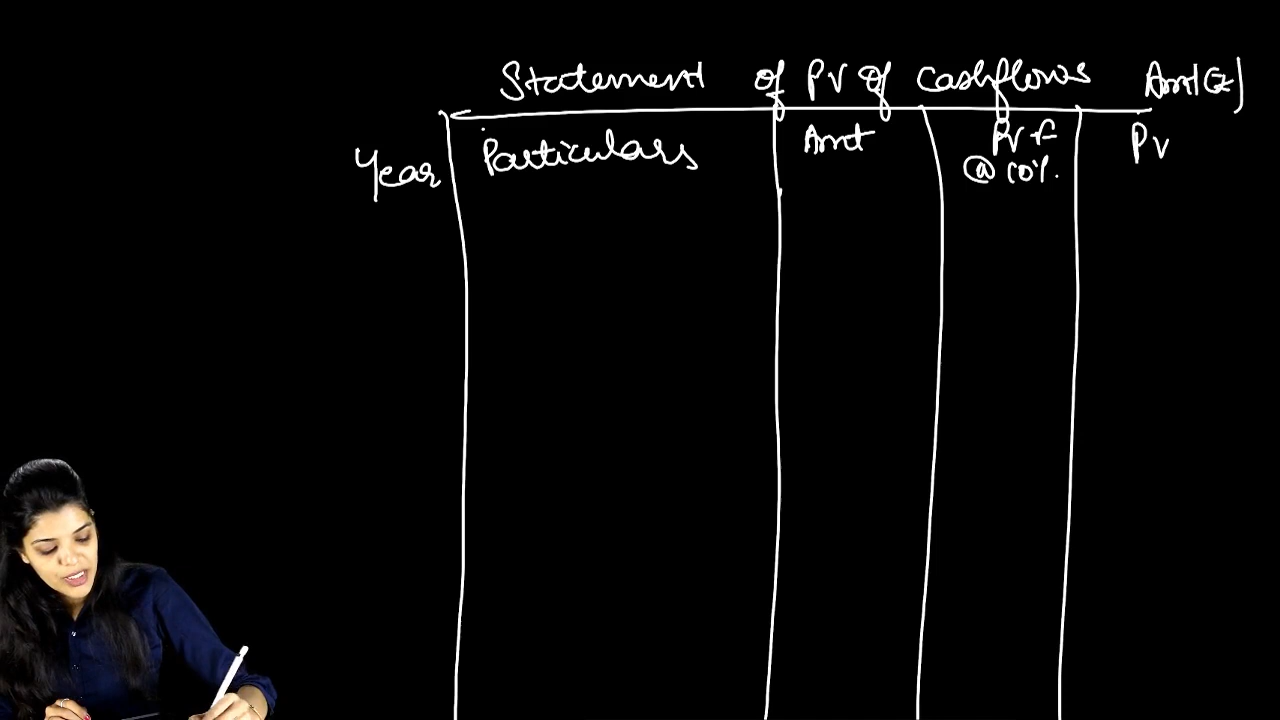 Statement of PV of Cashflows Amt(₹)
Year Particulars Amt PVF PV
@ 10%.